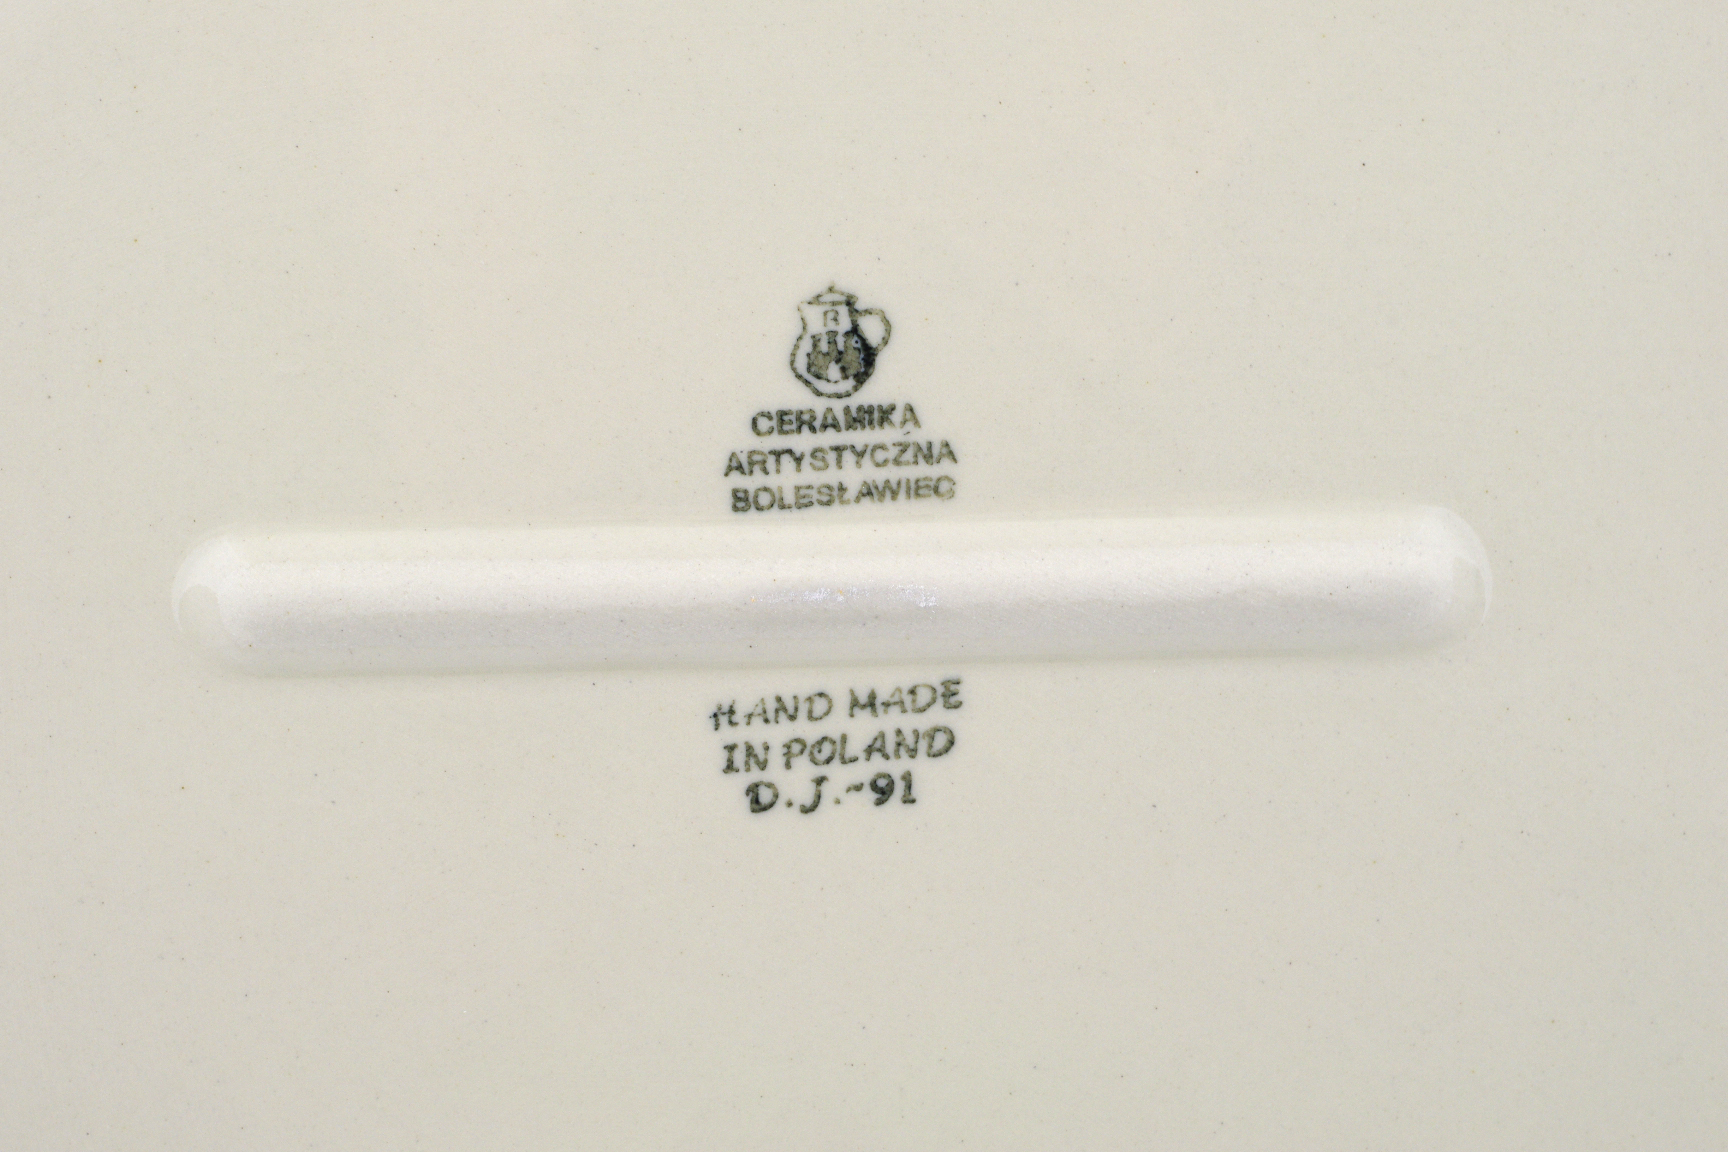 R
CERAMIKA
ARTYSTYCZNA
BOLESŁAWIEC
HAND MADE
IN POLAND
D.J.-91